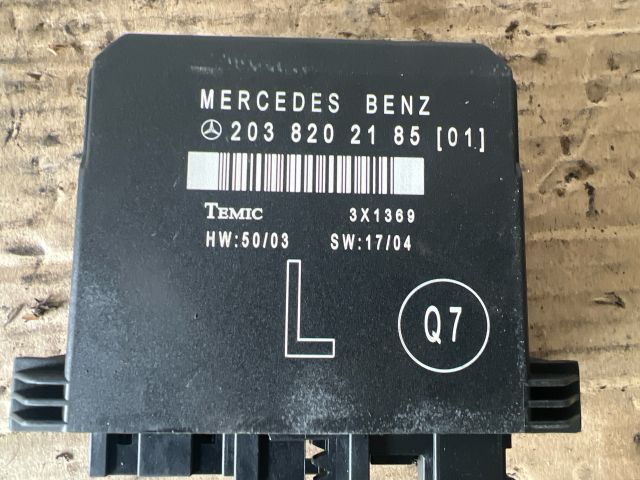 MERCEDES BENZ
203 820 21 85 [01]
TEMIC 3X1369
HW:50/03 SW:17/04
L Q7